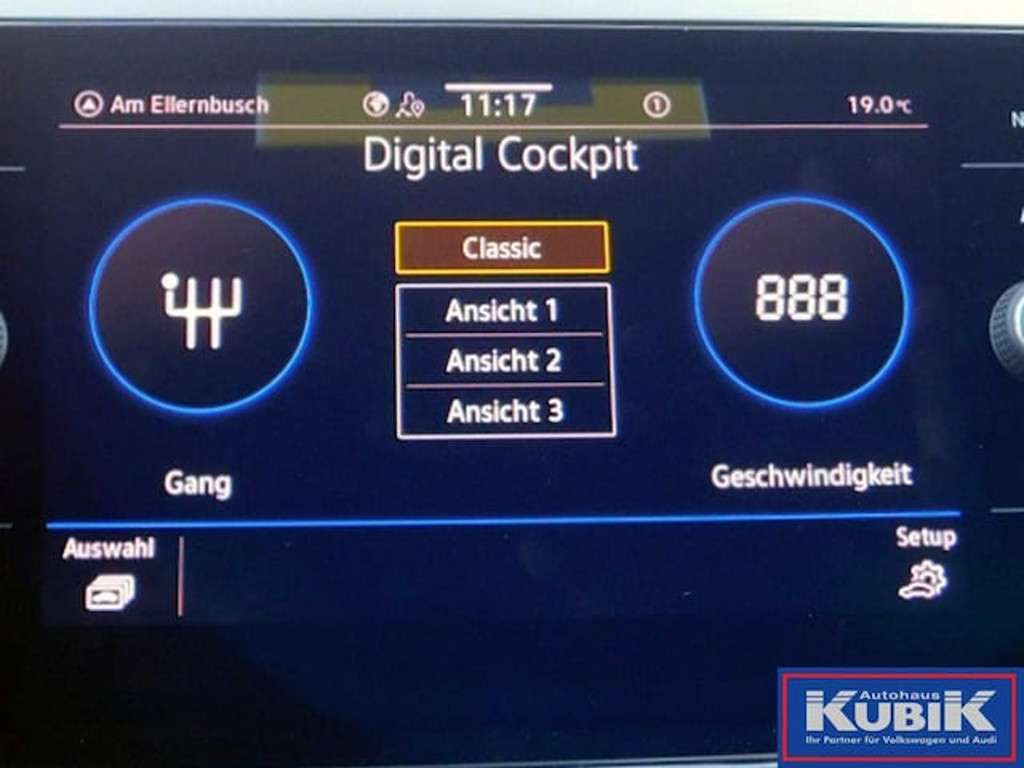 Am Ellernbusch 11:17 1 19.0°C
Digital Cockpit
Classic
Ansicht 1
888
Ansicht 2
Ansicht 3
Gang
Geschwindigkeit
Auswahl
Setup
N
Autohaus
KUBIK
Ihr Partner für Volkswagen und Audi